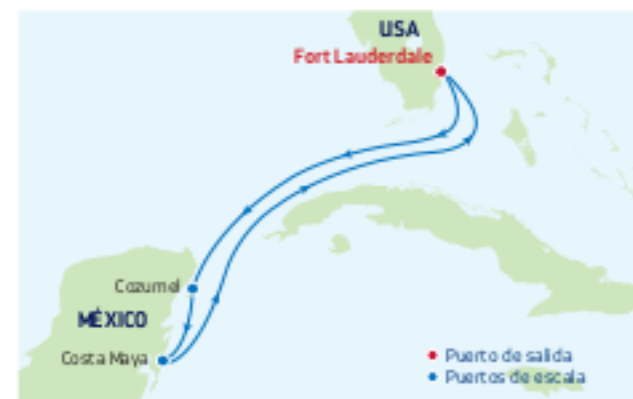 USA
Fort Lauderdale
Cozumel
MÉXICO
Costa Maya
Puerto de salida
Puertos de escala